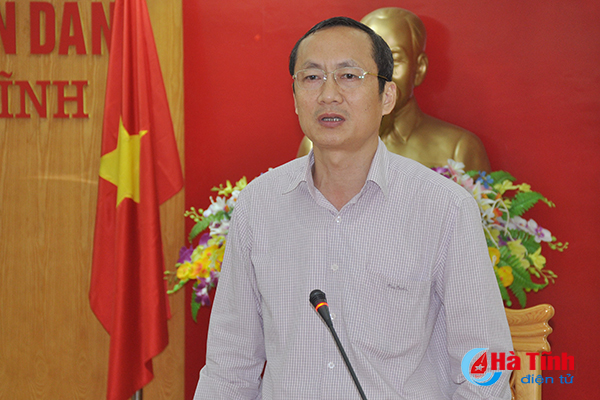 N DAN
ĨNH
Hà Tĩnh
điện tử